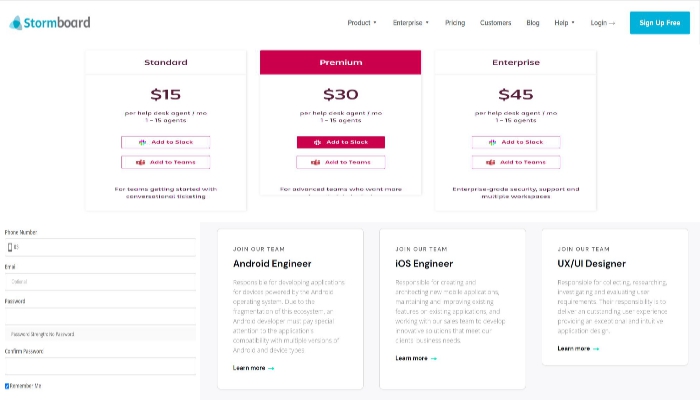 Stormboard
Product
Enterprise
Pricing
Customers
Blog
Help
Login →
Sign Up Free
Standard
$15
per help desk agent / mo
1 – 15 agents
Add to Slack
Add to Teams
For teams getting started with
conversational ticketing
Premium
$30
per help desk agent / mo
1 – 15 agents
Add to Slack
Add to Teams
For advanced teams who want more
Enterprise
$45
per help desk agent / mo
1 – 15 agents
Add to Slack
Add to Teams
Enterprise-grade security, support and
multiple workspaces
Phone Number
Email
Optional
Password
Password Strength: No Password
Confirm Password
Remember Me
JOIN OUR TEAM
Android Engineer
Responsible for developing applications
for devices powered by the Android
operating system. Due to the
fragmentation of this ecosystem, an
Android developer must pay special
attention to the application's
compatibility with multiple versions of
Android and device types
Learn more →
JOIN OUR TEAM
iOS Engineer
Responsible for creating and
architecting new mobile applications,
maintaining and improving existing
features on existing applications, and
working with our sales team to develop
innovative solutions that meet our
clients business needs.
Learn more →
JOIN OUR TEAM
UX/UI Designer
Responsible for collecting, researching,
investigating and evaluating user
requirements. Their responsibility is to
deliver an outstanding user experience
providing an exceptional and intuitive
application design.
Learn more →